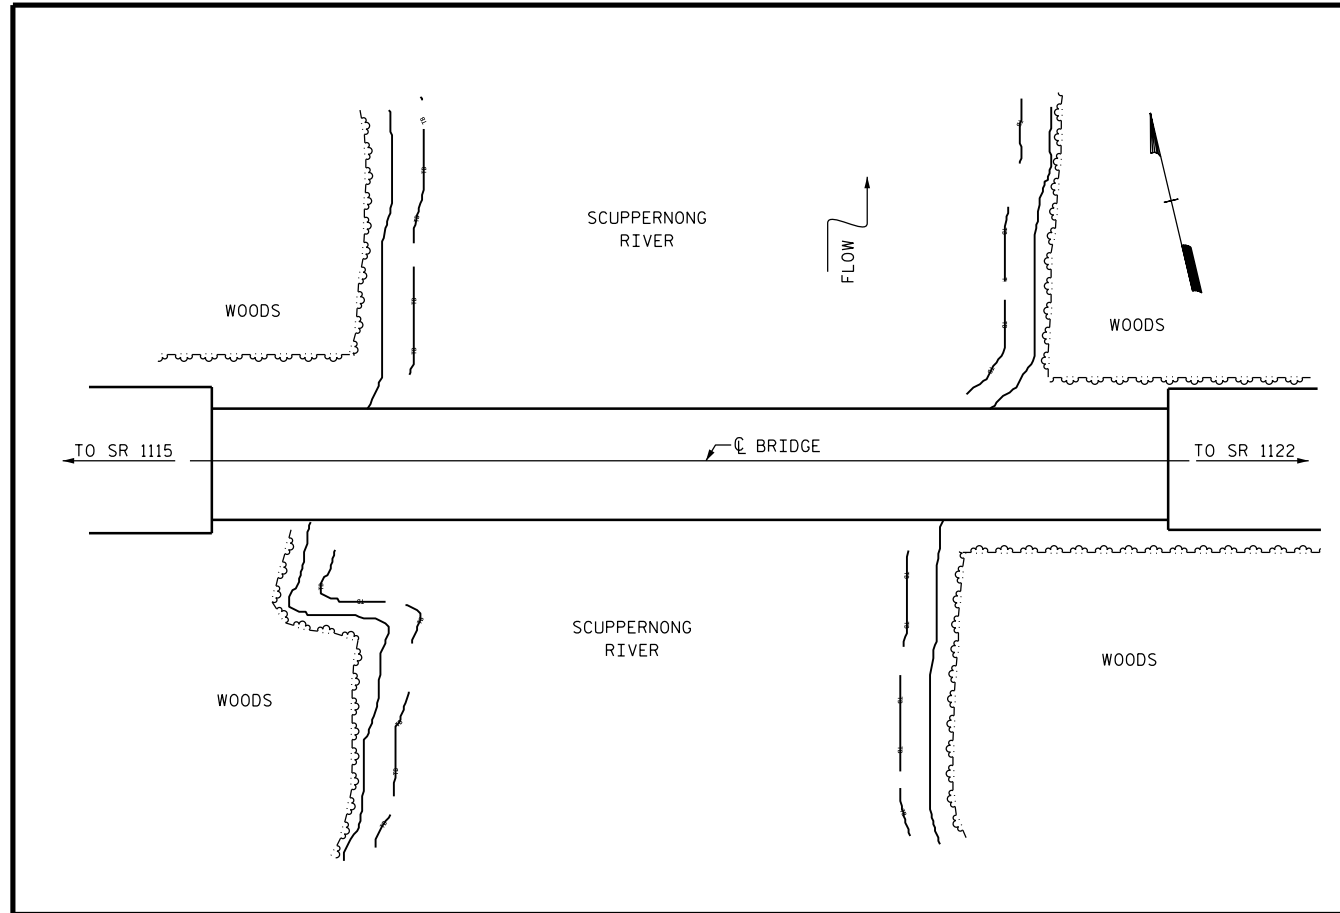 SCUPPERNONG
RIVER
FLOW
WOODS
WOODS
TO SR 1115
℄ BRIDGE
TO SR 1122
SCUPPERNONG
RIVER
WOODS
WOODS